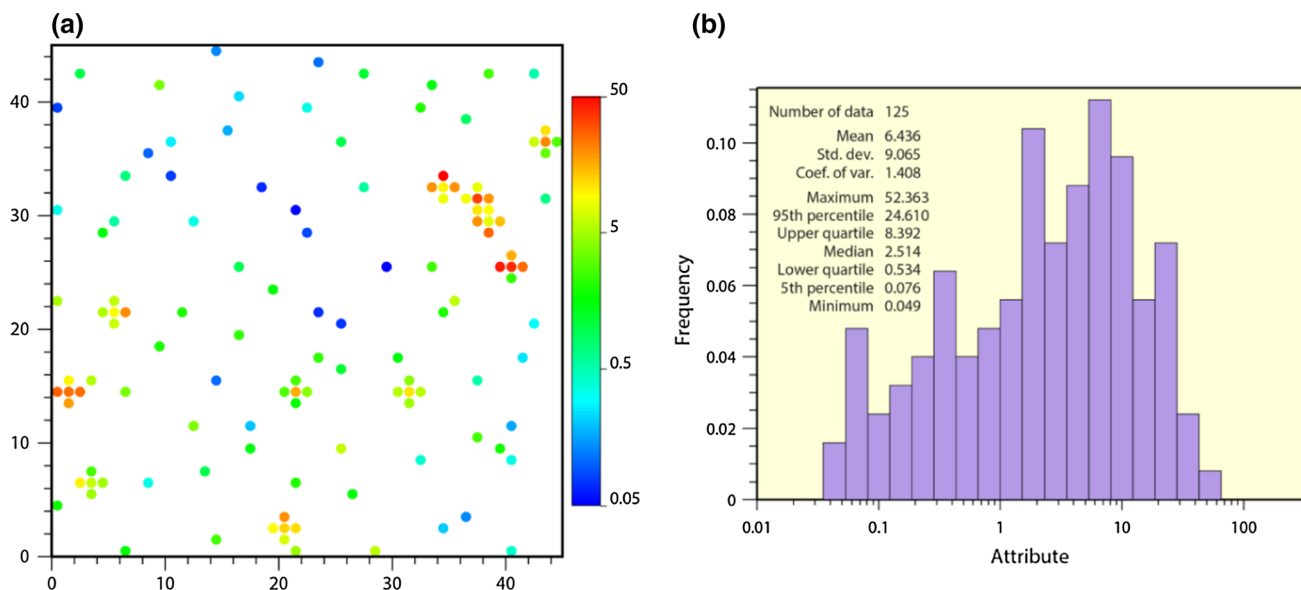 (a)
40
30
20
10
0
0 10 20 30 40
50
5
0.5
0.05
(b)
Number of data 125
Mean 6.436
Std. dev. 9.065
Coef. of var. 1.408
Maximum 52.363
95th percentile 24.610
Upper quartile 8.392
Median 2.514
Lower quartile 0.534
5th percentile 0.076
Minimum 0.049
Frequency
0.10
0.08
0.06
0.04
0.02
0
0.01 0.1 1 10 100
Attribute